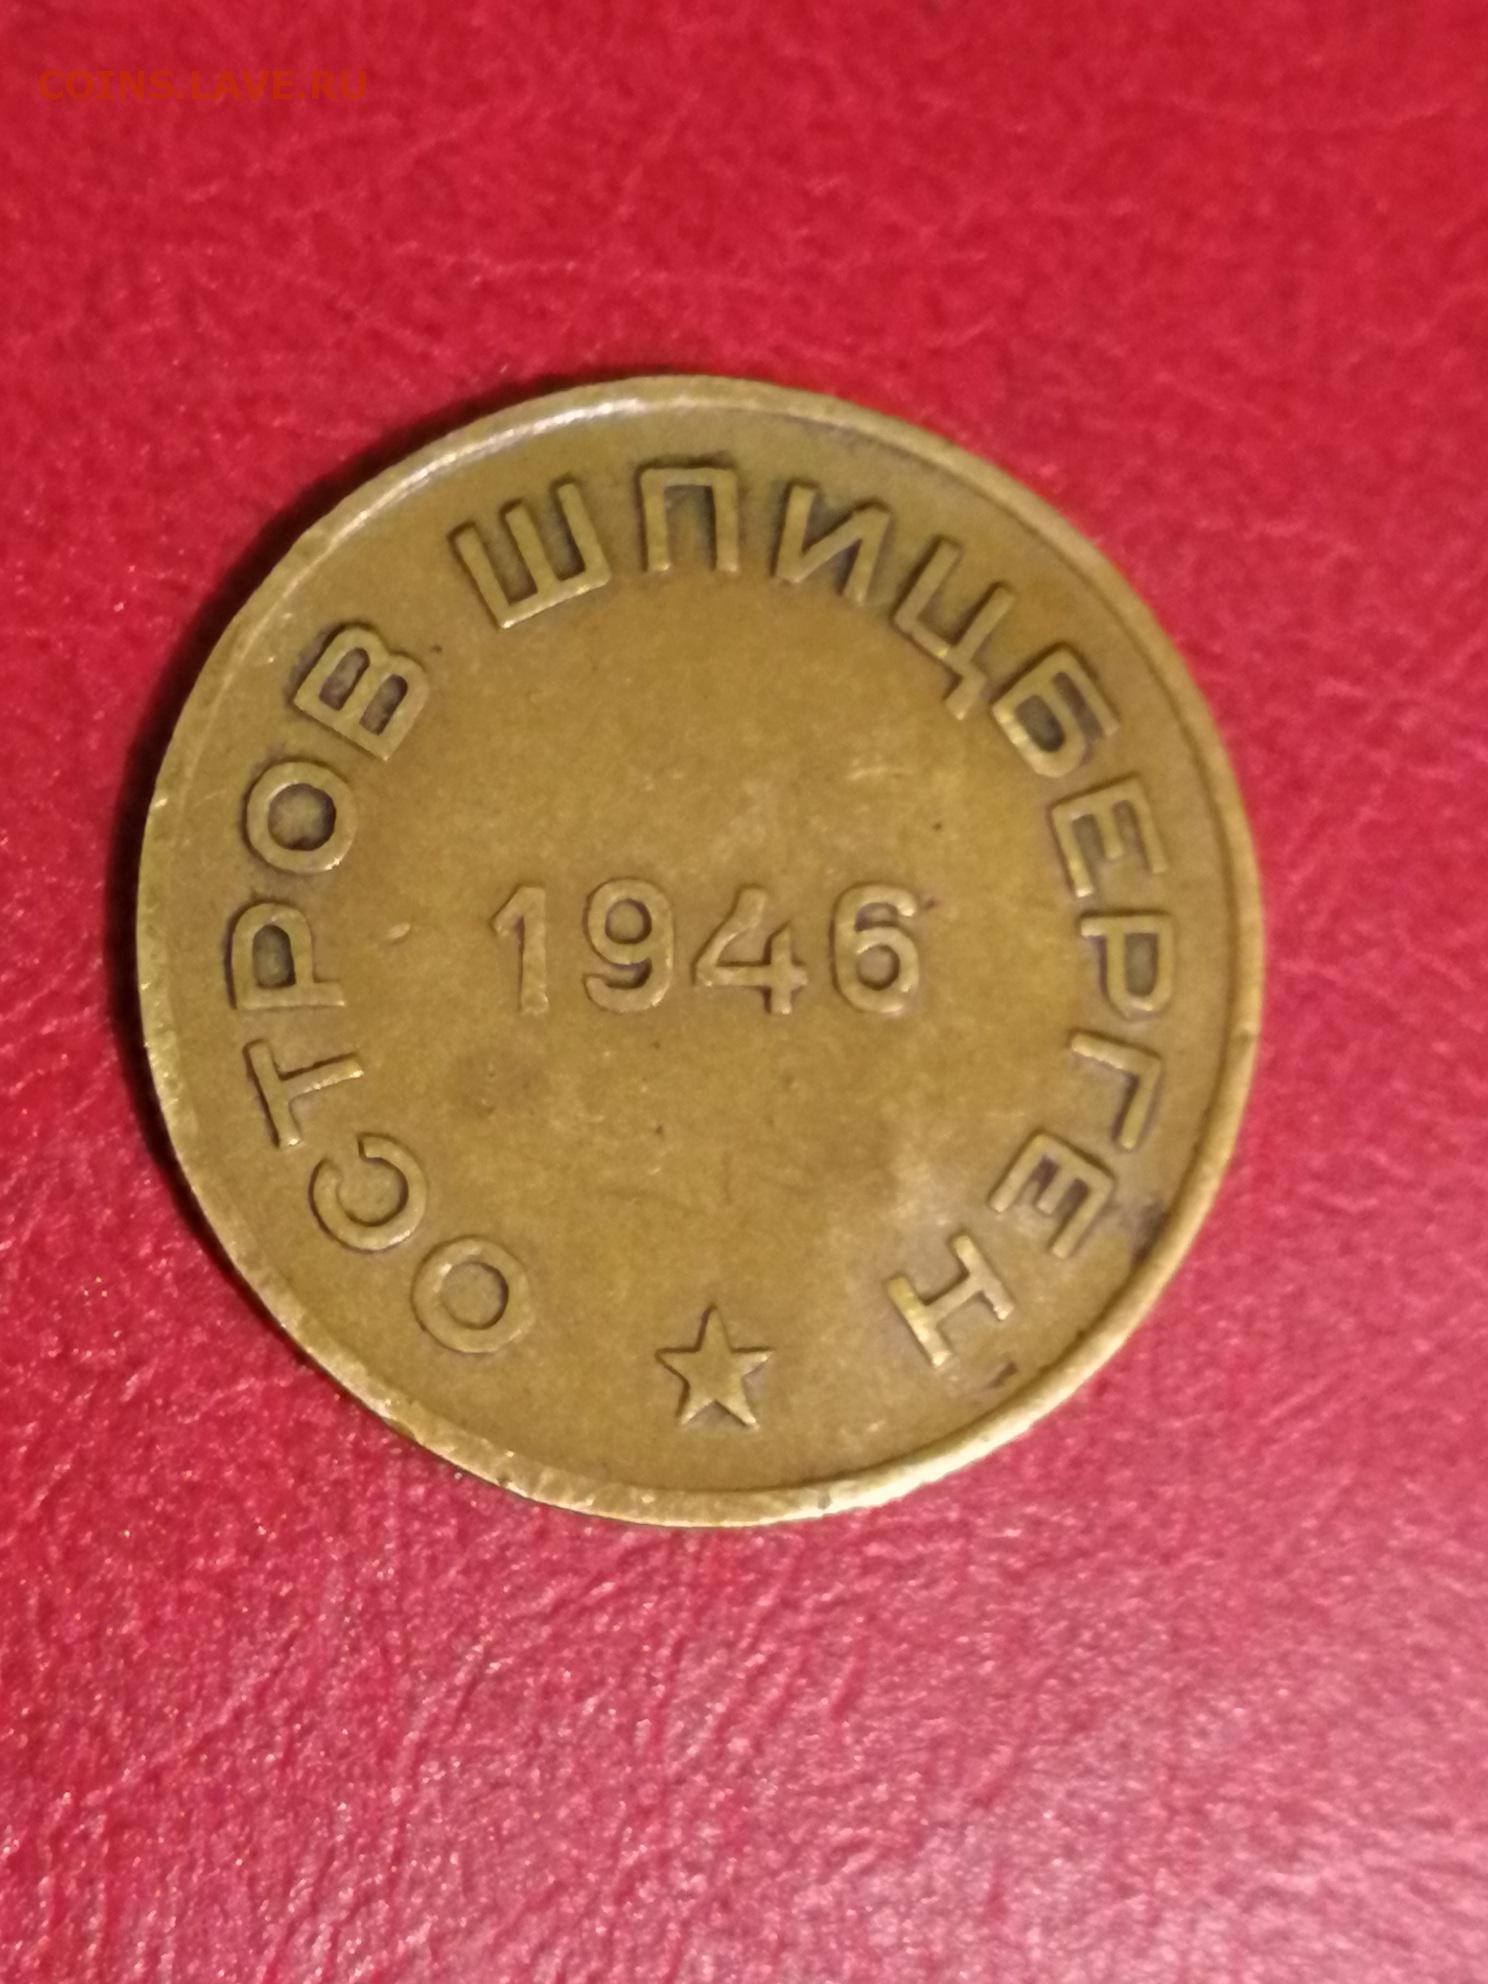 COINS.LAVE.RU
ОСТРОВ ШПИЦБЕРГЕН
1946